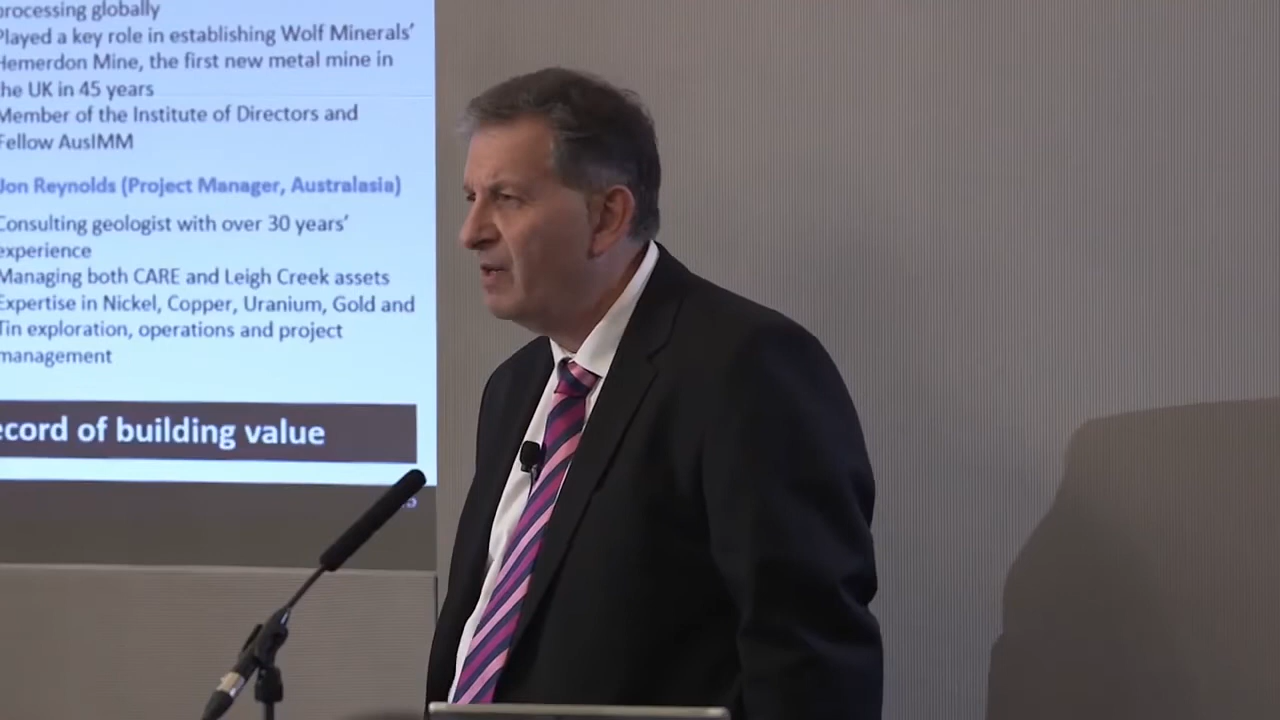 processing globally
Played a key role in establishing Wolf Minerals'
Hemerdon Mine, the first new metal mine in
the UK in 45 years
Member of the Institute of Directors and
Fellow AusIMM
Jon Reynolds (Project Manager, Australasia)
Consulting geologist with over 30 years'
experience
Managing both CARE and Leigh Creek assets
Expertise in Nickel, Copper, Uranium, Gold and
Tin exploration, operations and project
management
ecord of building value